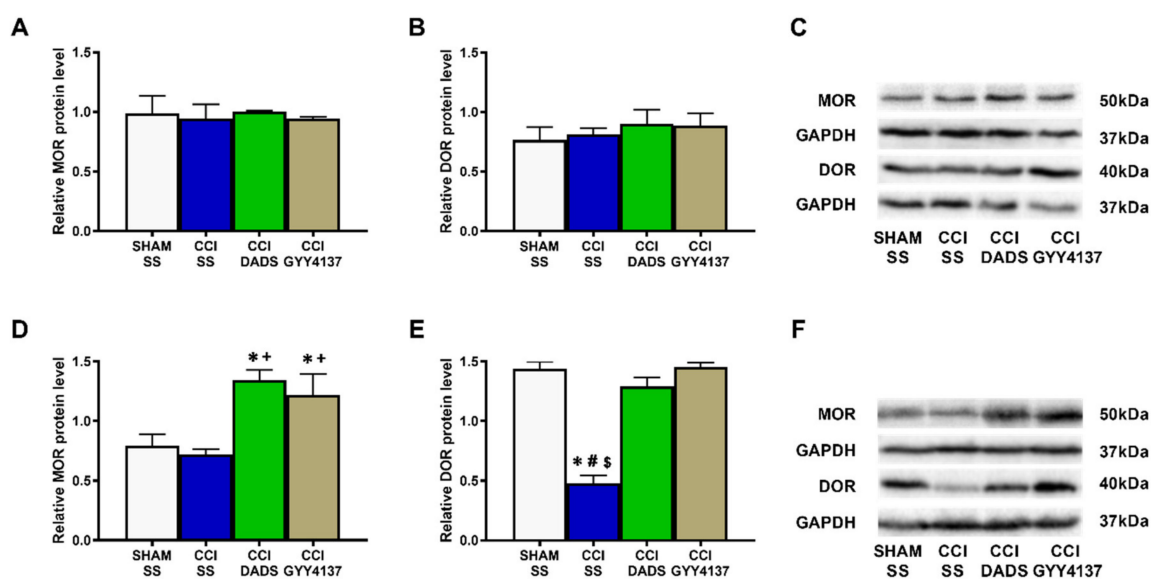 A
Relative MOR protein level
1.5
1.0
0.5
0.0
SHAM CCI CCI CCI
SS SS DADS GYY4137
B
Relative DOR protein level
1.5
1.0
0.5
0.0
SHAM CCI CCI CCI
SS SS DADS GYY4137
C
MOR 50kDa
GAPDH 37kDa
DOR 40kDa
GAPDH 37kDa
SHAM CCI CCI CCI
SS SS DADS GYY4137
D
Relative MOR protein level
1.5
1.0
0.5
0.0
*+ *+
SHAM CCI CCI CCI
SS SS DADS GYY4137
E
Relative DOR protein level
1.5
1.0
0.5
0.0
* # $
SHAM CCI CCI CCI
SS SS DADS GYY4137
F
MOR 50kDa
GAPDH 37kDa
DOR 40kDa
GAPDH 37kDa
SHAM CCI CCI CCI
SS SS DADS GYY4137